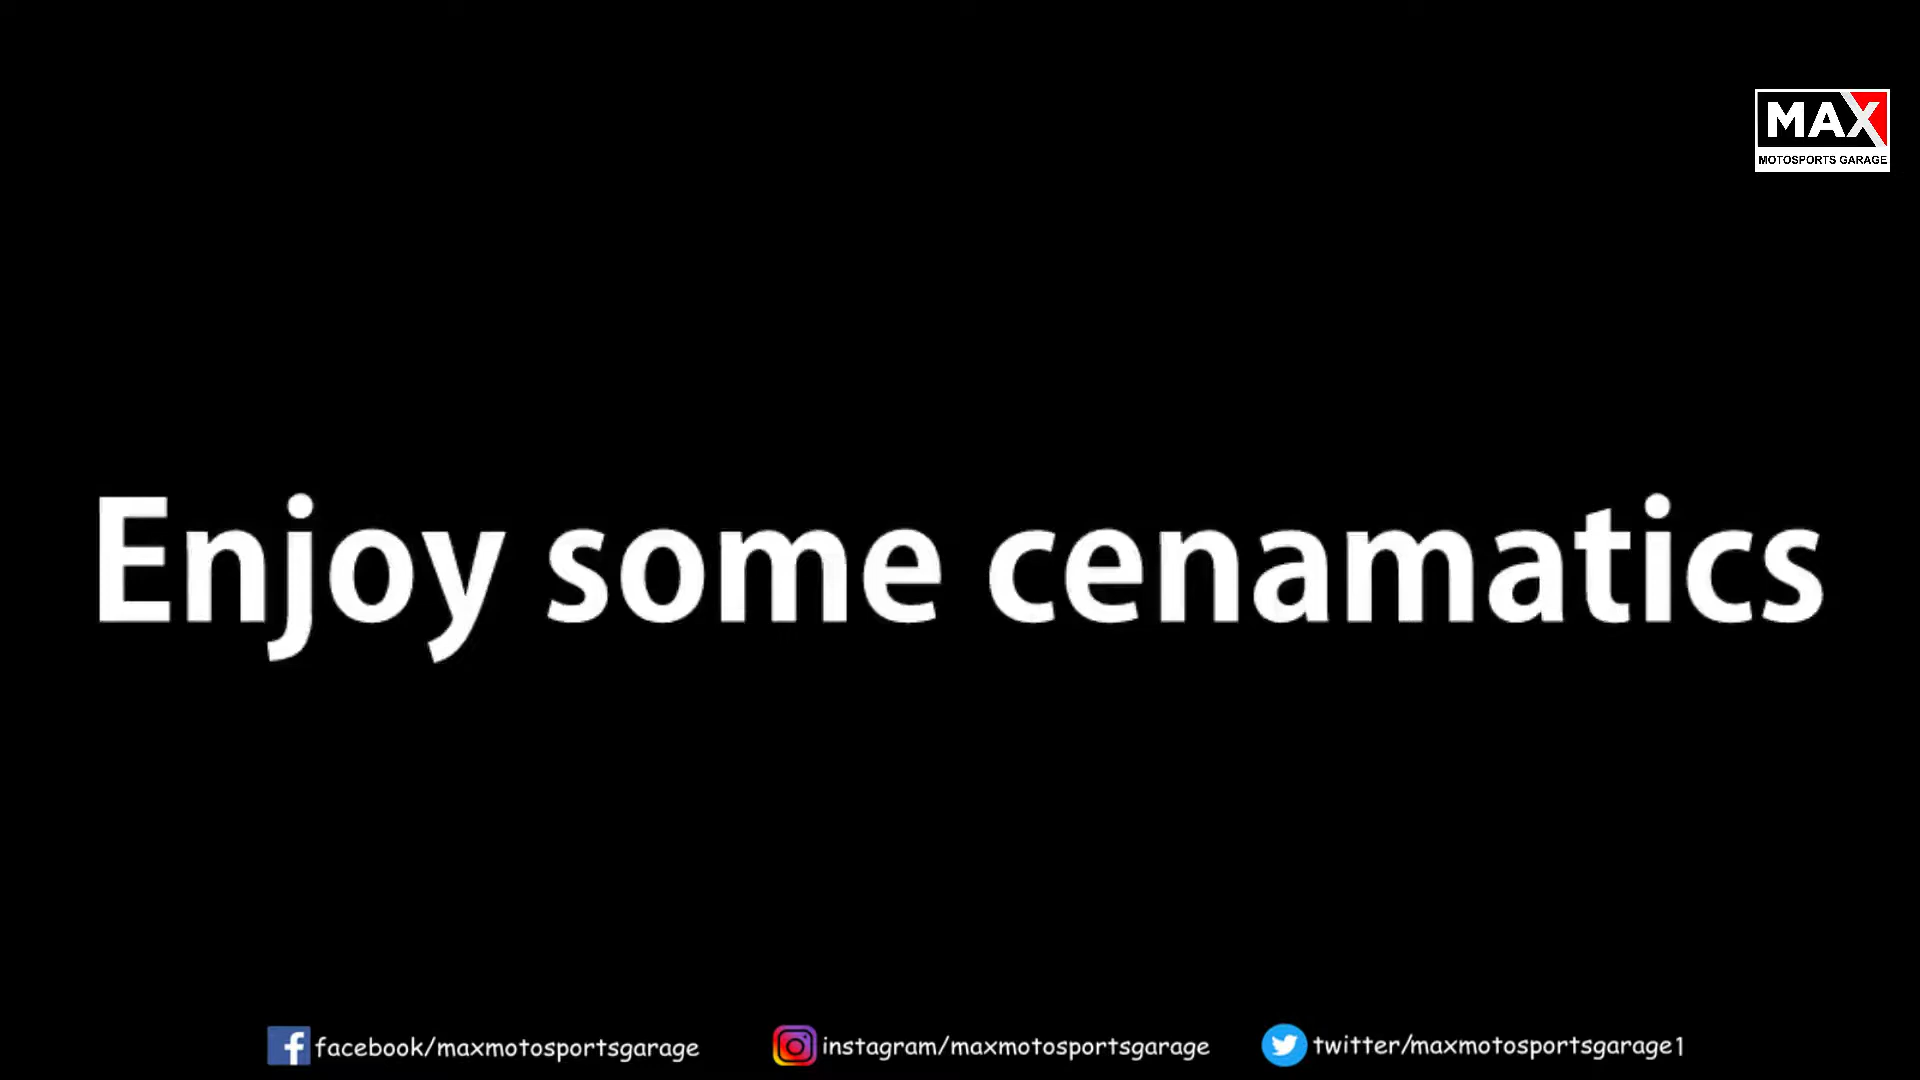 MAX
MOTOSPORTS GARAGE
Enjoy some cenamatics
facebook/maxmotosportsgarage
instagram/maxmotosportsgarage
twitter/maxmotosportsgarage1